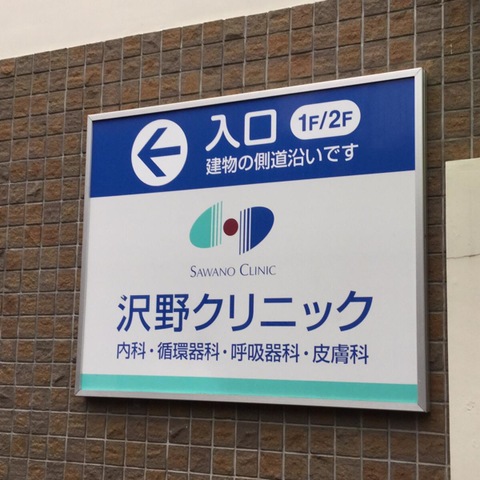 入口 1F/2F
建物の側道沿いです
SAWANO CLINIC
沢野クリニック
内科・循環器科・呼吸器科・皮膚科